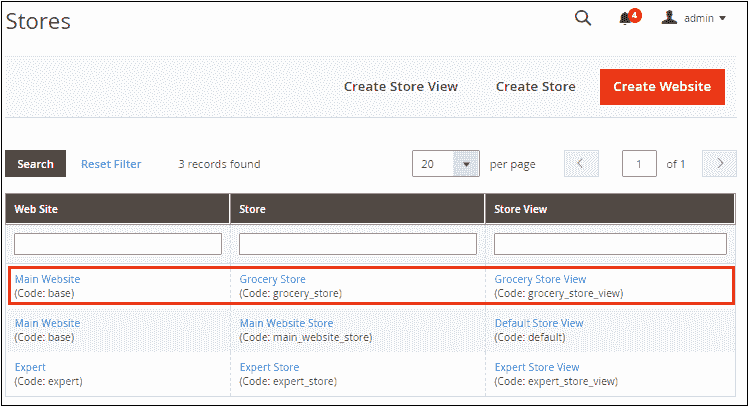 Stores
4
admin
Create Store View Create Store Create Website
Search Reset Filter 3 records found 20 per page 1 of 1
Web Site Store Store View
Main Website Grocery Store Grocery Store View
(Code: base) (Code: grocery_store) (Code: grocery_store_view)
Main Website Main Website Store Default Store View
(Code: base) (Code: main_website_store) (Code: default)
Expert Expert Store Expert Store View
(Code: expert) (Code: expert_store) (Code: expert_store_view)